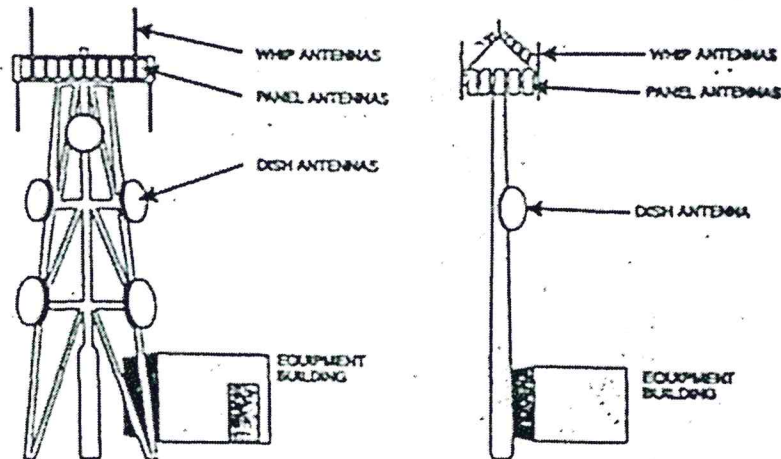 WHIP ANTENNAS
PANEL ANTENNAS
DISH ANTENNAS
EQUIPMENT
BUILDING
WHIP ANTENNAS
PANEL ANTENNAS
DISH ANTENNA
EQUIPMENT
BUILDING